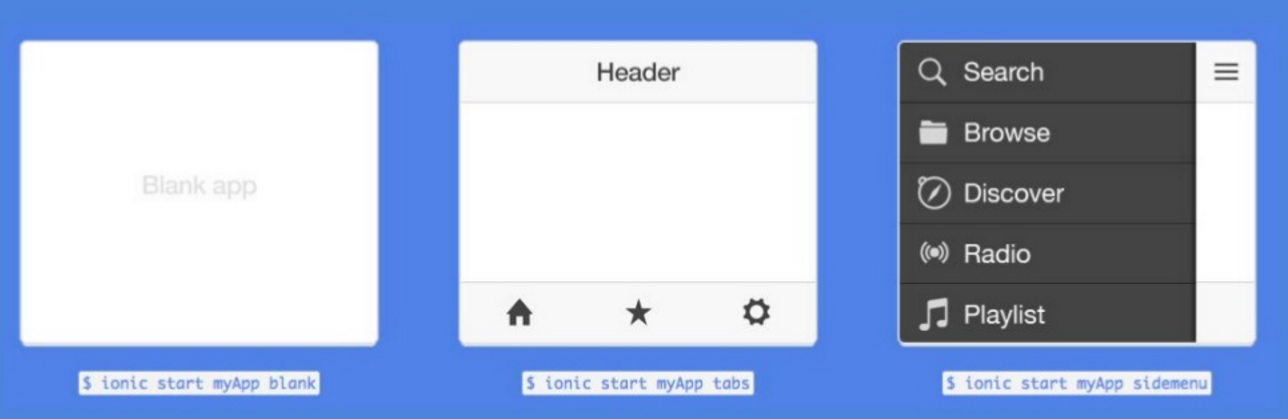 Blank app
$ ionic start myApp blank
Header
$ ionic start myApp tabs
Search
Browse
Discover
Radio
Playlist
$ ionic start myApp sidemenu